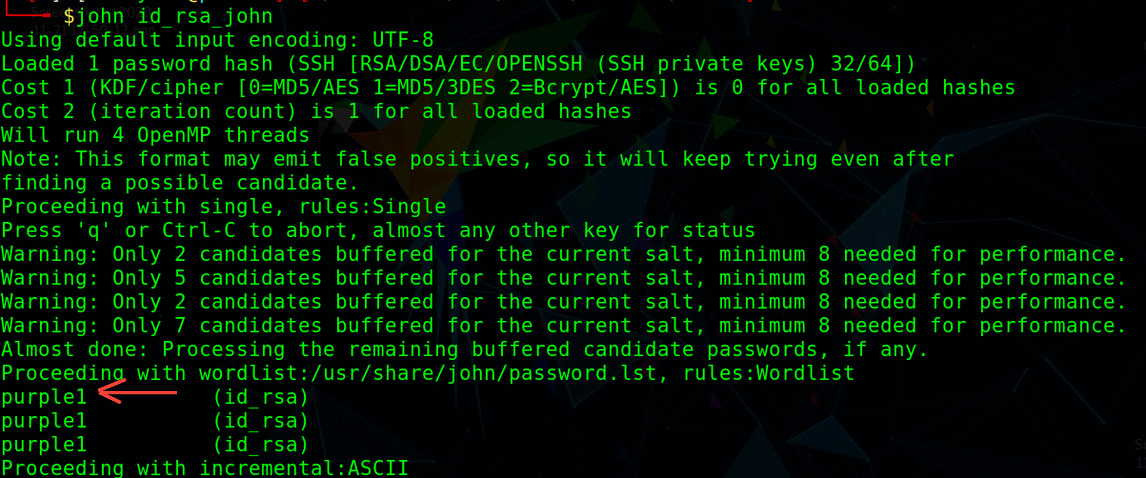 $john id_rsa_john
Using default input encoding: UTF-8
Loaded 1 password hash (SSH [RSA/DSA/EC/OPENSSH (SSH private keys) 32/64])
Cost 1 (KDF/cipher [0=MD5/AES 1=MD5/3DES 2=Bcrypt/AES]) is 0 for all loaded hashes
Cost 2 (iteration count) is 1 for all loaded hashes
Will run 4 OpenMP threads
Note: This format may emit false positives, so it will keep trying even after
finding a possible candidate.
Proceeding with single, rules:Single
Press 'q' or Ctrl-C to abort, almost any other key for status
Warning: Only 2 candidates buffered for the current salt, minimum 8 needed for performance.
Warning: Only 5 candidates buffered for the current salt, minimum 8 needed for performance.
Warning: Only 2 candidates buffered for the current salt, minimum 8 needed for performance.
Warning: Only 7 candidates buffered for the current salt, minimum 8 needed for performance.
Almost done: Processing the remaining buffered candidate passwords, if any.
Proceeding with wordlist:/usr/share/john/password.lst, rules:Wordlist
purple1 (id_rsa)
purple1 (id_rsa)
purple1 (id_rsa)
Proceeding with incremental:ASCII